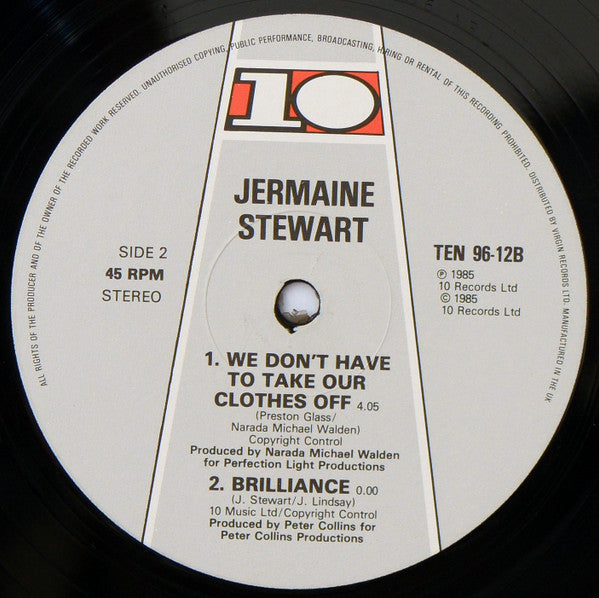 ALL RIGHTS OF THE PRODUCER AND OF THE OWNER OF THE RECORDED WORK RESERVED. UNAUTHORISED COPYING, PUBLIC PERFORMANCE, BROADCASTING, HIRING OR RENTAL OF THIS RECORDING PROHIBITED. DISTRIBUTED BY VIRGIN RECORDS LTD. MANUFACTURED IN THE UK
10
JERMAINE
STEWART
SIDE 2
45 RPM
STEREO
TEN 96-12B
℗ 1985
10 Records Ltd
© 1985
10 Records Ltd
1. WE DON'T HAVE
TO TAKE OUR
CLOTHES OFF 4.05
(Preston Glass/
Narada Michael Walden)
Copyright Control
Produced by Narada Michael Walden
for Perfection Light Productions
2. BRILLIANCE 0.00
(J. Stewart/J. Lindsay)
10 Music Ltd/Copyright Control
Produced by Peter Collins for
Peter Collins Productions